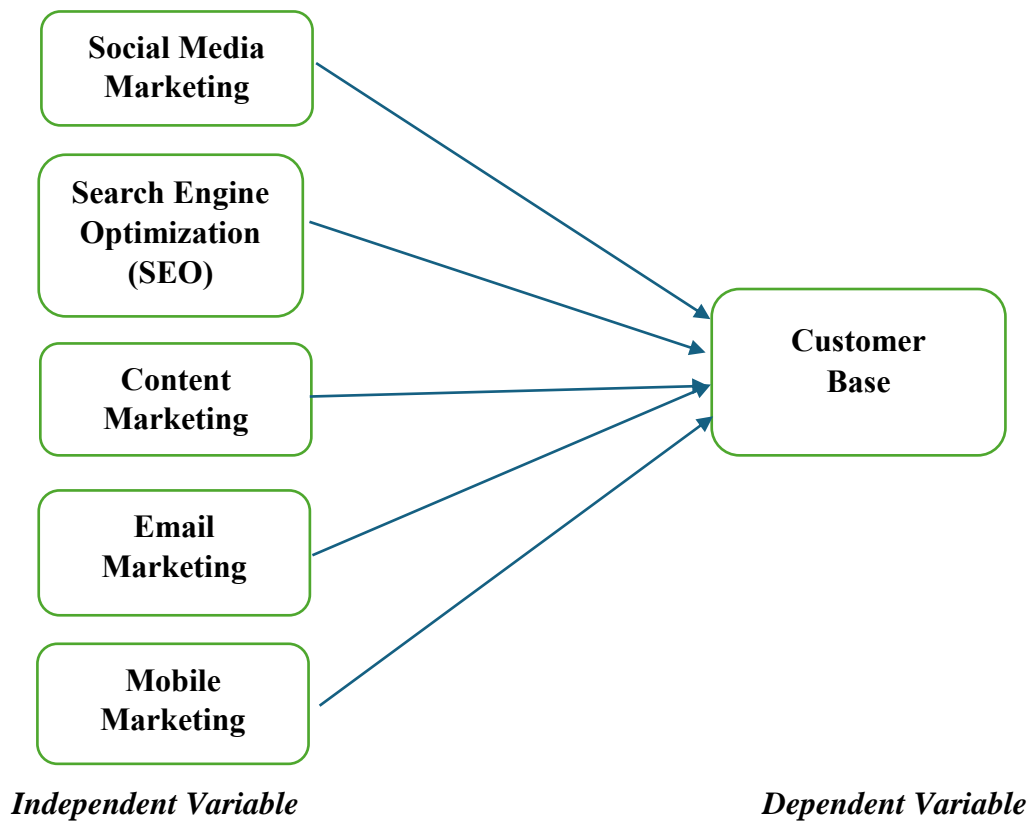 Social Media
Marketing
Search Engine
Optimization
(SEO)
Content
Marketing
Email
Marketing
Mobile
Marketing
Customer
Base
Independent Variable
Dependent Variable